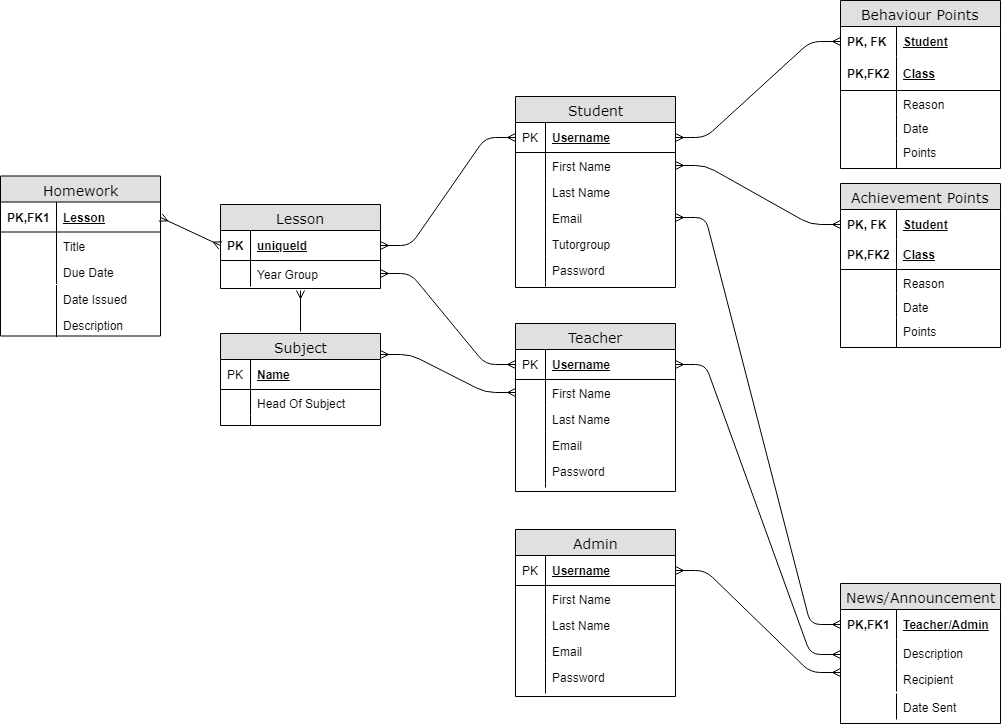 Homework
PK,FK1 Lesson
Title
Due Date
Date Issued
Description
Lesson
PK uniqueId
Year Group
Subject
PK Name
Head Of Subject
Student
PK Username
First Name
Last Name
Email
Tutorgroup
Password
Teacher
PK Username
First Name
Last Name
Email
Password
Admin
PK Username
First Name
Last Name
Email
Password
Behaviour Points
PK, FK Student
PK,FK2 Class
Reason
Date
Points
Achievement Points
PK, FK Student
PK,FK2 Class
Reason
Date
Points
News/Announcement
PK,FK1 Teacher/Admin
Description
Recipient
Date Sent